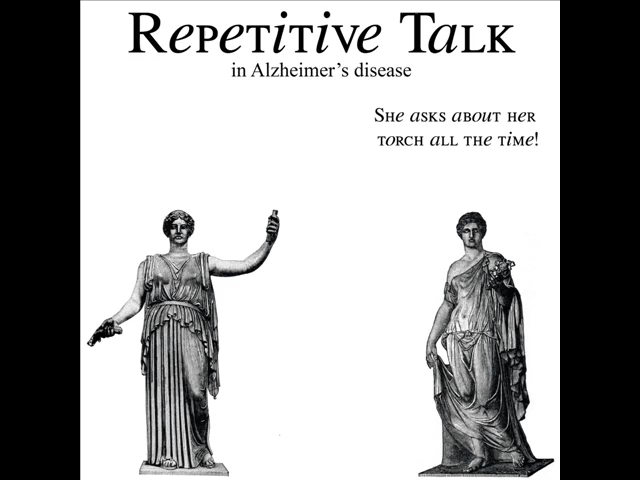 Repetitive Talk
in Alzheimer's disease
She asks about her
torch all the time!